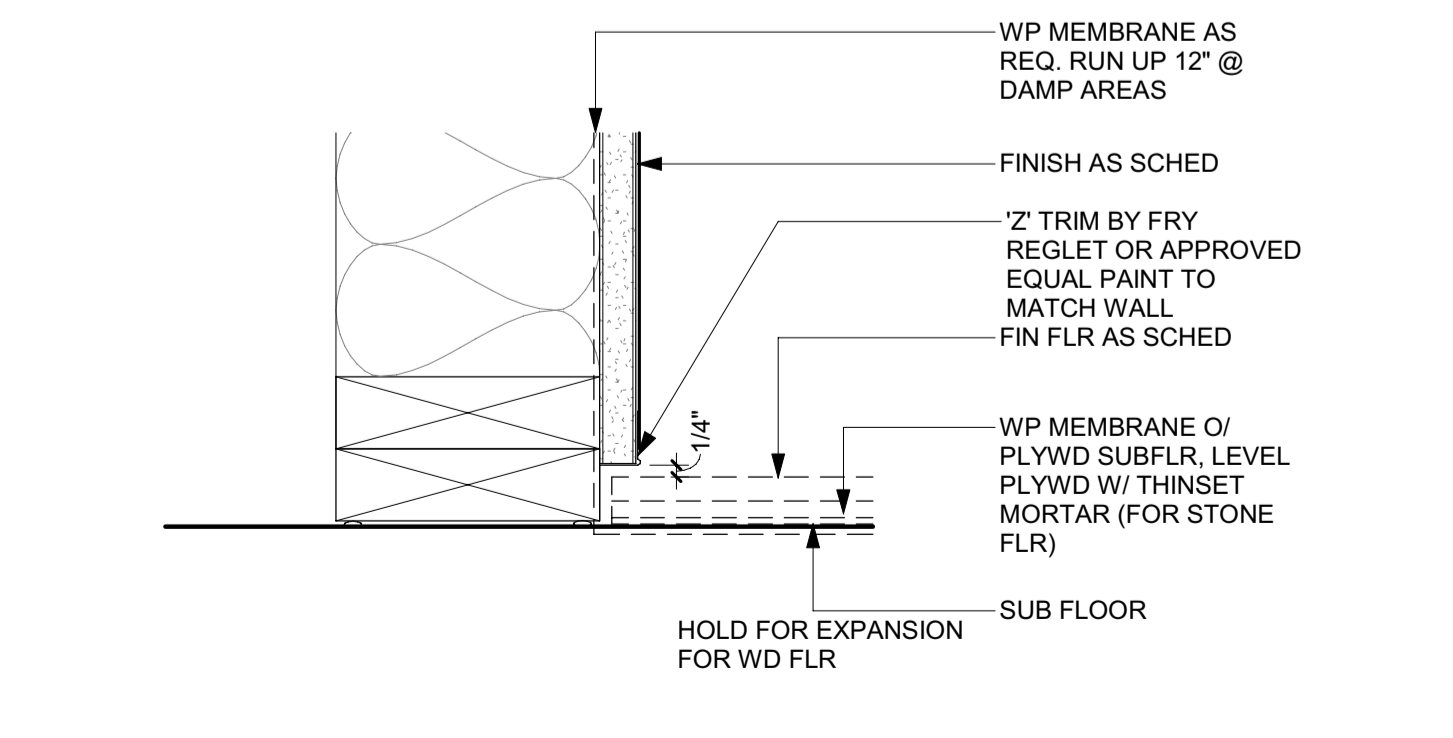 WP MEMBRANE AS
REQ. RUN UP 12" @
DAMP AREAS
FINISH AS SCHED
'Z' TRIM BY FRY
REGLET OR APPROVED
EQUAL PAINT TO
MATCH WALL
FIN FLR AS SCHED
1/4"
WP MEMBRANE O/
PLYWD SUBFLR, LEVEL
PLYWD W/ THINSET
MORTAR (FOR STONE
FLR)
SUB FLOOR
HOLD FOR EXPANSION
FOR WD FLR